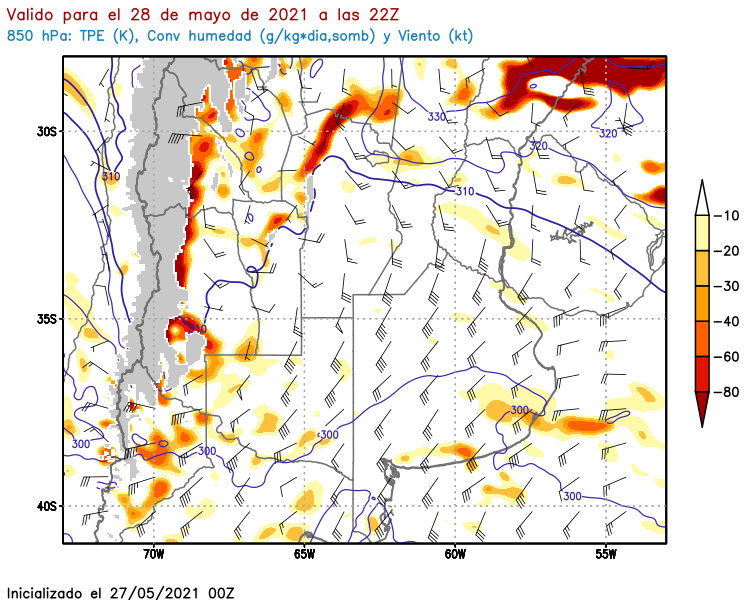 Valido para el 28 de mayo de 2021 a las 22Z
850 hPa: TPE (K), Conv humedad (g/kg*dia,somb) y Viento (kt)
330
30S
320
320
310
310
-10
-20
-30
-40
-60
-80
35S
300
300
300
300
300
40S
70W
65W
60W
55W
Inicializado el 27/05/2021 00Z